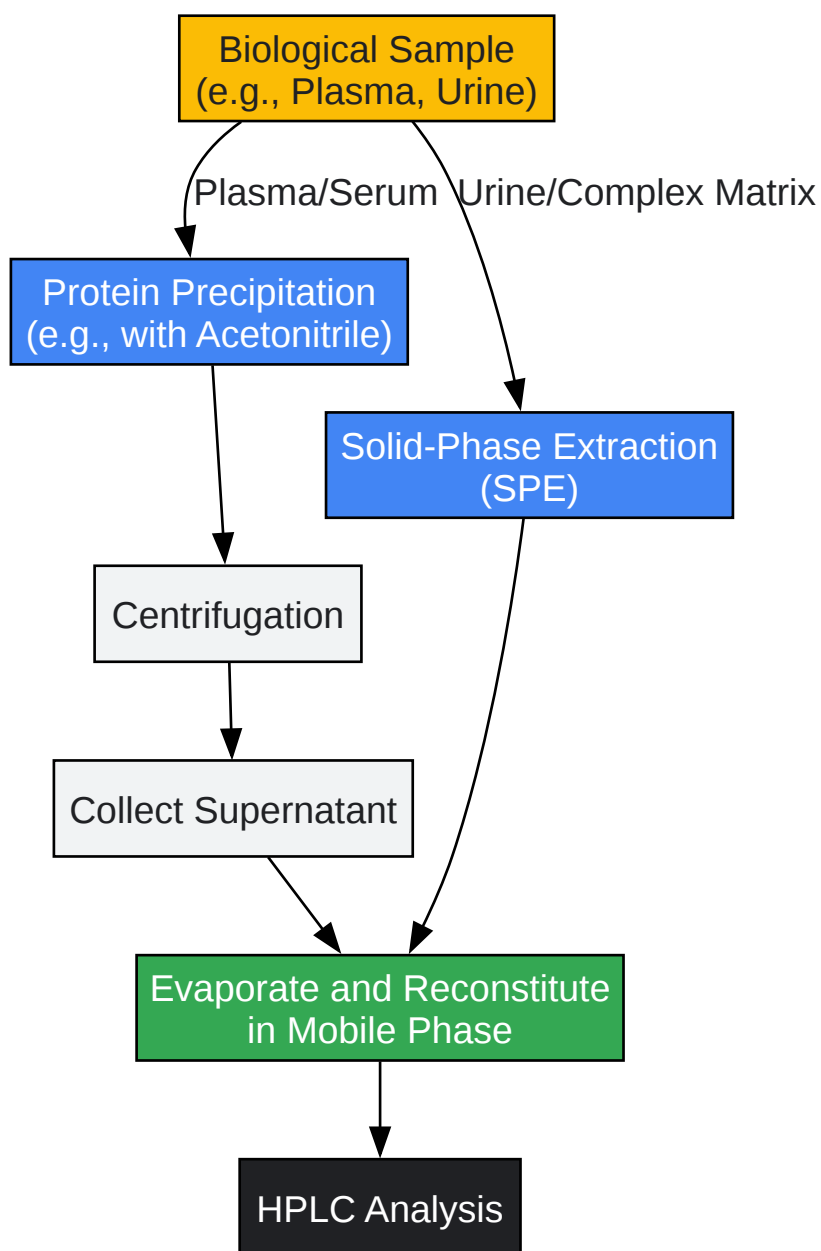 Biological Sample
(e.g., Plasma, Urine)
Plasma/Serum
Urine/Complex Matrix
Protein Precipitation
(e.g., with Acetonitrile)
Solid-Phase Extraction
(SPE)
Centrifugation
Collect Supernatant
Evaporate and Reconstitute
in Mobile Phase
HPLC Analysis